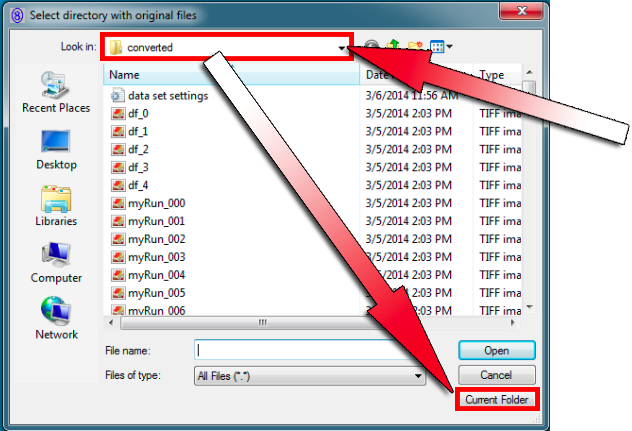 Select directory with original files
Look in: converted
Name Date Type
data set settings 3/6/2014 11:56 AM
df_0 3/5/2014 2:03 PM TIFF ima
df_1 3/5/2014 2:03 PM TIFF ima
df_2 3/5/2014 2:03 PM TIFF ima
df_3 3/5/2014 2:03 PM TIFF ima
df_4 3/5/2014 2:03 PM TIFF ima
myRun_000 3/5/2014 2:03 PM TIFF ima
myRun_001 3/5/2014 2:03 PM TIFF ima
myRun_002 3/5/2014 2:03 PM TIFF ima
myRun_003 3/5/2014 2:03 PM TIFF ima
myRun_004 3/5/2014 2:03 PM TIFF ima
myRun_005 3/5/2014 2:03 PM TIFF ima
myRun_006 3/5/2014 2:03 PM TIFF ima
Recent Places
Desktop
Libraries
Computer
Network
File name:
Open
Files of type: All Files (*.*)
Cancel
Current Folder